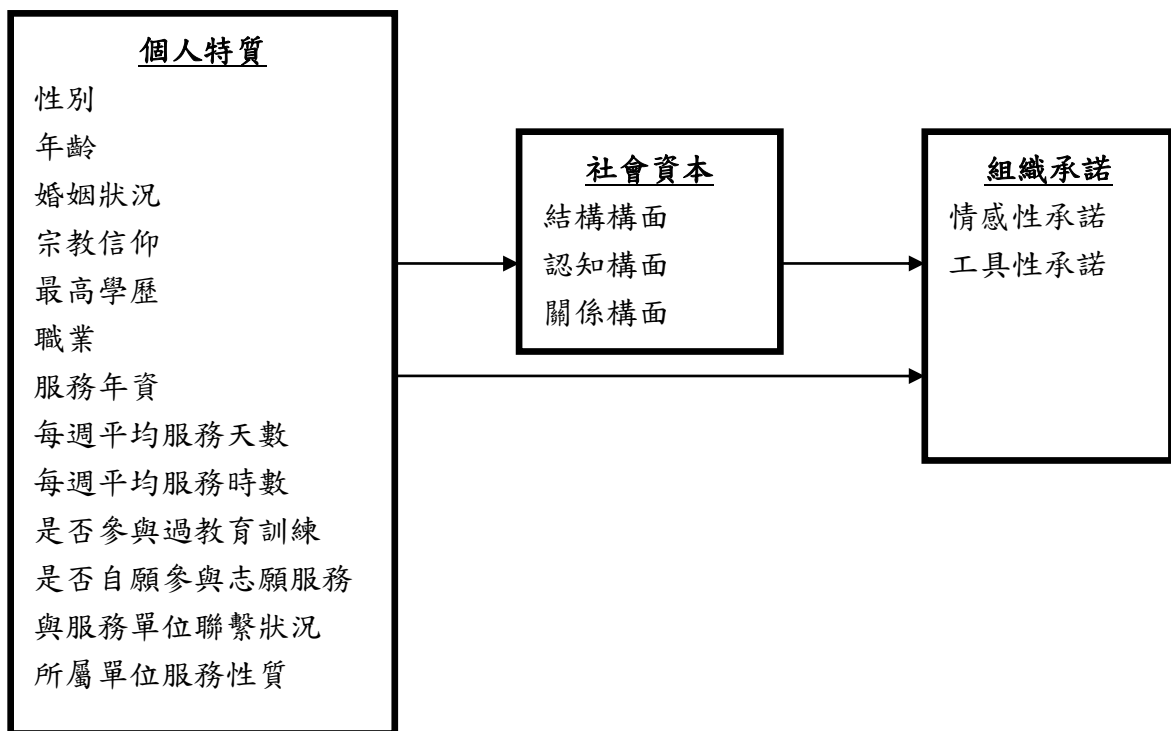 個人特質
性別
年齡
婚姻狀況
宗教信仰
最高學歷
職業
服務年資
每週平均服務天數
每週平均服務時數
是否參與過教育訓練
是否自願參與志願服務
與服務單位聯繫狀況
所屬單位服務性質
社會資本
結構構面
認知構面
關係構面
組織承諾
情感性承諾
工具性承諾